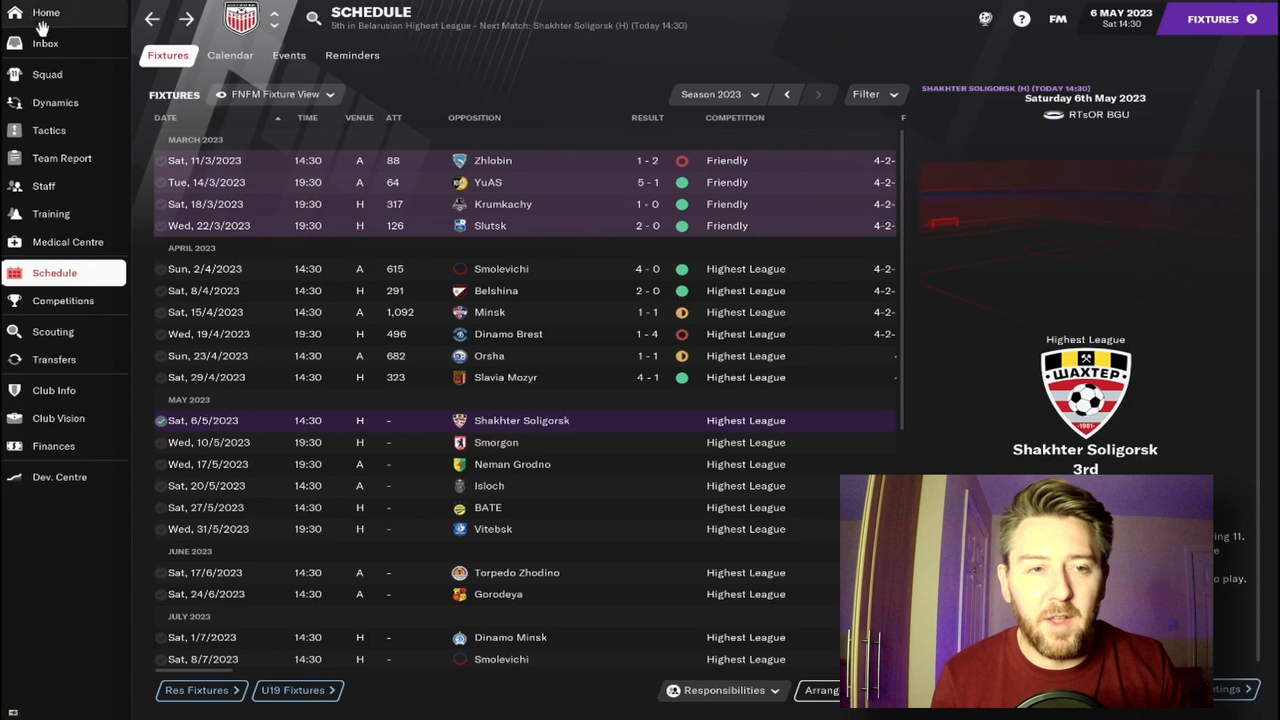 Home
Inbox
Squad
Dynamics
Tactics
Team Report
Staff
Training
Medical Centre
Schedule
Competitions
Scouting
Transfers
Club Info
Club Vision
Finances
Dev. Centre
SCHEDULE
5th in Belarusian Highest League - Next Match: Shakhter Soligorsk (H) (Today 14:30)
? FM 6 MAY 2023 Sat 14:30 FIXTURES
Fixtures Calendar Events Reminders
FIXTURES FNFM Fixture View Season 2023 Filter
DATE TIME VENUE ATT OPPOSITION RESULT COMPETITION F
MARCH 2023
Sat, 11/3/2023 14:30 A 88 Zhlobin 1 - 2 Friendly 4-2-
Tue, 14/3/2023 19:30 A 64 YuAS 5 - 1 Friendly 4-2-
Sat, 18/3/2023 19:30 H 317 Krumkachy 1 - 0 Friendly 4-2-
Wed, 22/3/2023 19:30 H 126 Slutsk 2 - 0 Friendly 4-2-
APRIL 2023
Sun, 2/4/2023 14:30 A 615 Smolevichi 4 - 0 Highest League 4-2-
Sat, 8/4/2023 14:30 H 291 Belshina 2 - 0 Highest League 4-2-
Sat, 15/4/2023 14:30 A 1,092 Minsk 1 - 1 Highest League 4-2-
Wed, 19/4/2023 19:30 H 496 Dinamo Brest 1 - 4 Highest League 4-2-
Sun, 23/4/2023 14:30 A 682 Orsha 1 - 1 Highest League
Sat, 29/4/2023 14:30 H 323 Slavia Mozyr 4 - 1 Highest League
MAY 2023
Sat, 6/5/2023 14:30 H - Shakhter Soligorsk Highest League
Wed, 10/5/2023 19:30 H - Smorgon Highest League
Wed, 17/5/2023 19:30 A - Neman Grodno Highest League
Sat, 20/5/2023 14:30 A - Isloch Highest League
Sat, 27/5/2023 14:30 H - BATE Highest League
Wed, 31/5/2023 19:30 H - Vitebsk Highest League
JUNE 2023
Sat, 17/6/2023 14:30 A - Torpedo Zhodino Highest League
Sat, 24/6/2023 14:30 A - Gorodeya Highest League
JULY 2023
Sat, 1/7/2023 14:30 H - Dinamo Minsk Highest League
Sat, 8/7/2023 14:30 H - Smolevichi Highest League
Res Fixtures U19 Fixtures Responsibilities Arrang
SHAKHTER SOLIGORSK (H) (TODAY 14:30)
Saturday 6th May 2023
RTsOR BGU
Highest League
ШАХТЕР
1961
Shakhter Soligorsk
3rd
ing 11.
o play.